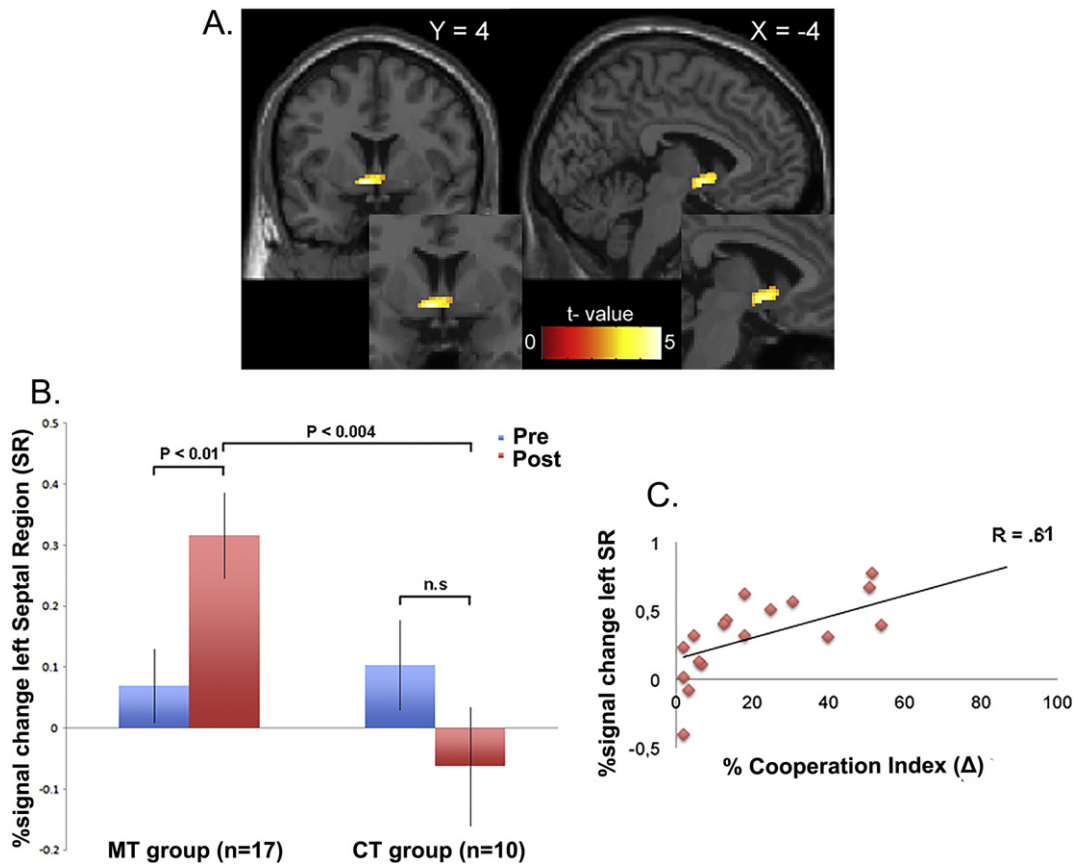 A.
Y = 4
X = -4
t- value
0
5
B.
%signal change left Septal Region (SR)
0.5
0.4
0.3
0.2
0.1
0
-0.1
-0.2
P < 0.01
P < 0.004
n.s
Pre
Post
MT group (n=17)
CT group (n=10)
C.
%signal change left SR
R = .61
1
0,5
0
-0,5
0
20
40
60
80
100
% Cooperation Index (Δ)